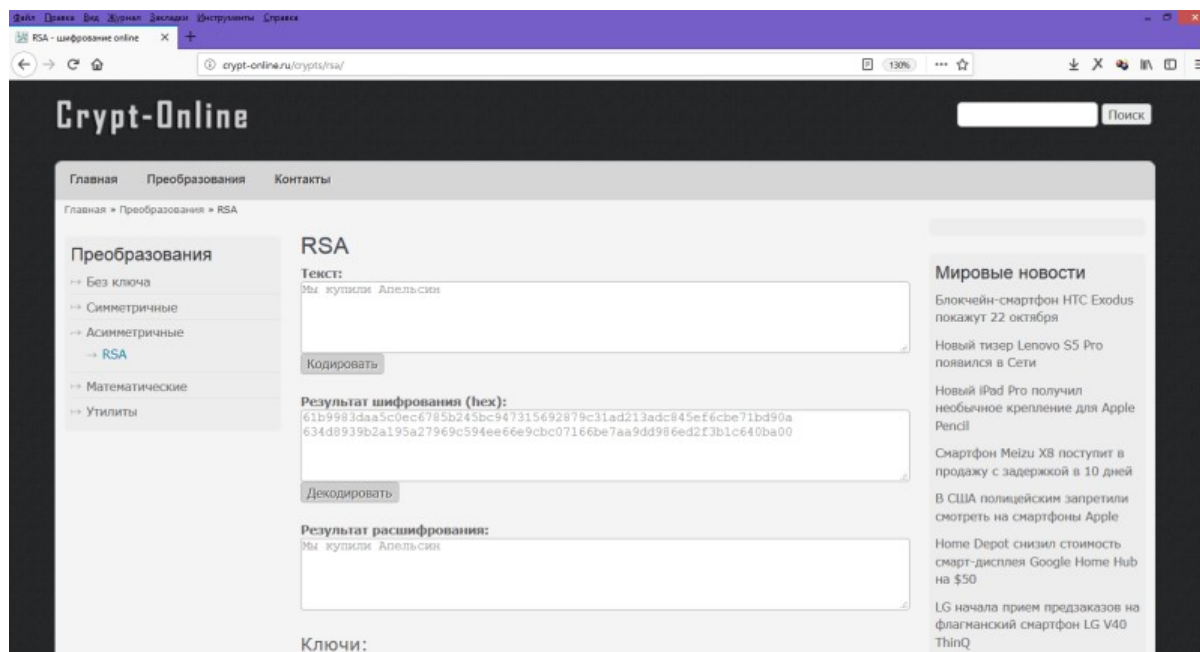 Файл Правка Вид Журнал Закладки Инструменты Справка
RSA - шифрование online
crypt-online.ru/crypts/rsa/
130%
Crypt-Online
Поиск
Главная Преобразования Контакты
Главная » Преобразования » RSA
Преобразования
Без ключа
Симметричные
Асимметричные
RSA
Математические
Утилиты
RSA
Текст:
Мы купили Апельсин
Кодировать
Результат шифрования (hex):
61b9983daa5c0ec6785b245bc947315692879c31ad213adc845ef6cbe71bd90a
634d8939b2a195a27969c594ee66e9cbc07166be7aa9dd986ed2f3b1c640ba00
Декодировать
Результат расшифрования:
Мы купили Апельсин
Ключи:
Мировые новости
Блокчейн-смартфон HTC Exodus
покажут 22 октября
Новый тизер Lenovo S5 Pro
появился в Сети
Новый iPad Pro получил
необычное крепление для Apple
Pencil
Смартфон Meizu X8 поступит в
продажу с задержкой в 10 дней
В США полицейским запретили
смотреть на смартфоны Apple
Home Depot снизил стоимость
смарт-дисплея Google Home Hub
на $50
LG начала прием предзаказов на
флагманский смартфон LG V40
ThinQ